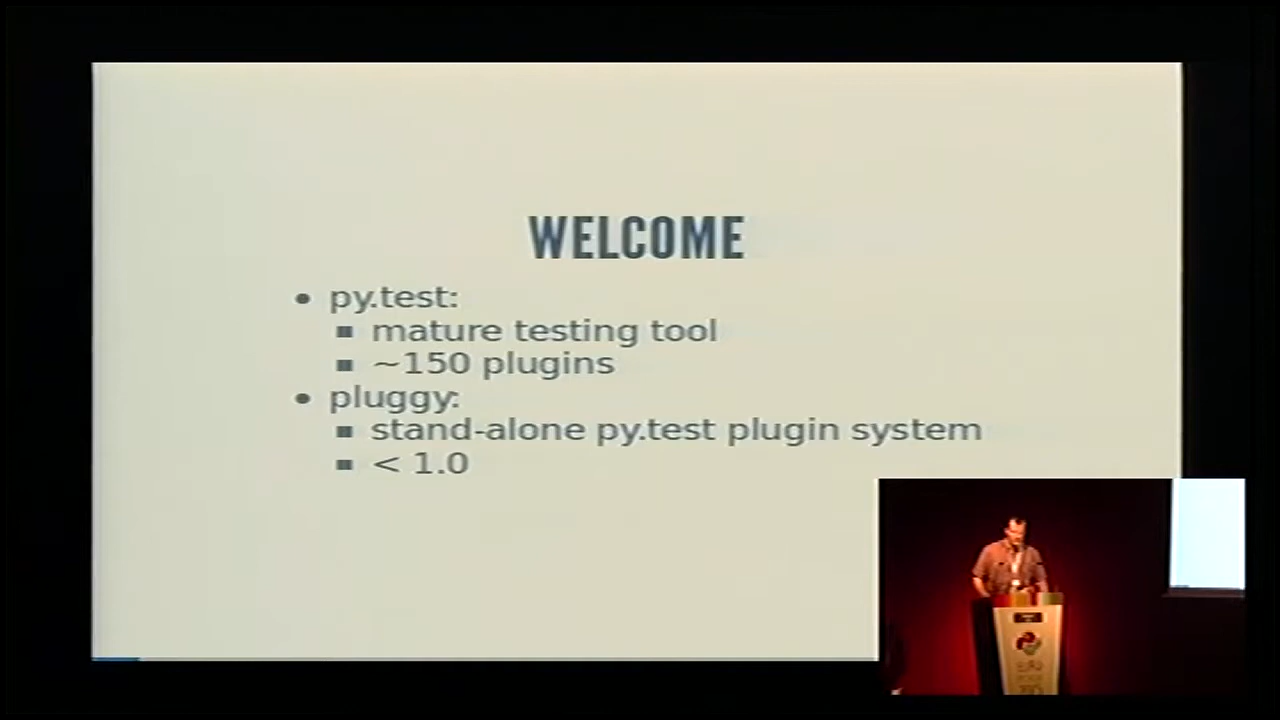 WELCOME
• py.test:
▪ mature testing tool
▪ ~150 plugins
• pluggy:
▪ stand-alone py.test plugin system
▪ < 1.0